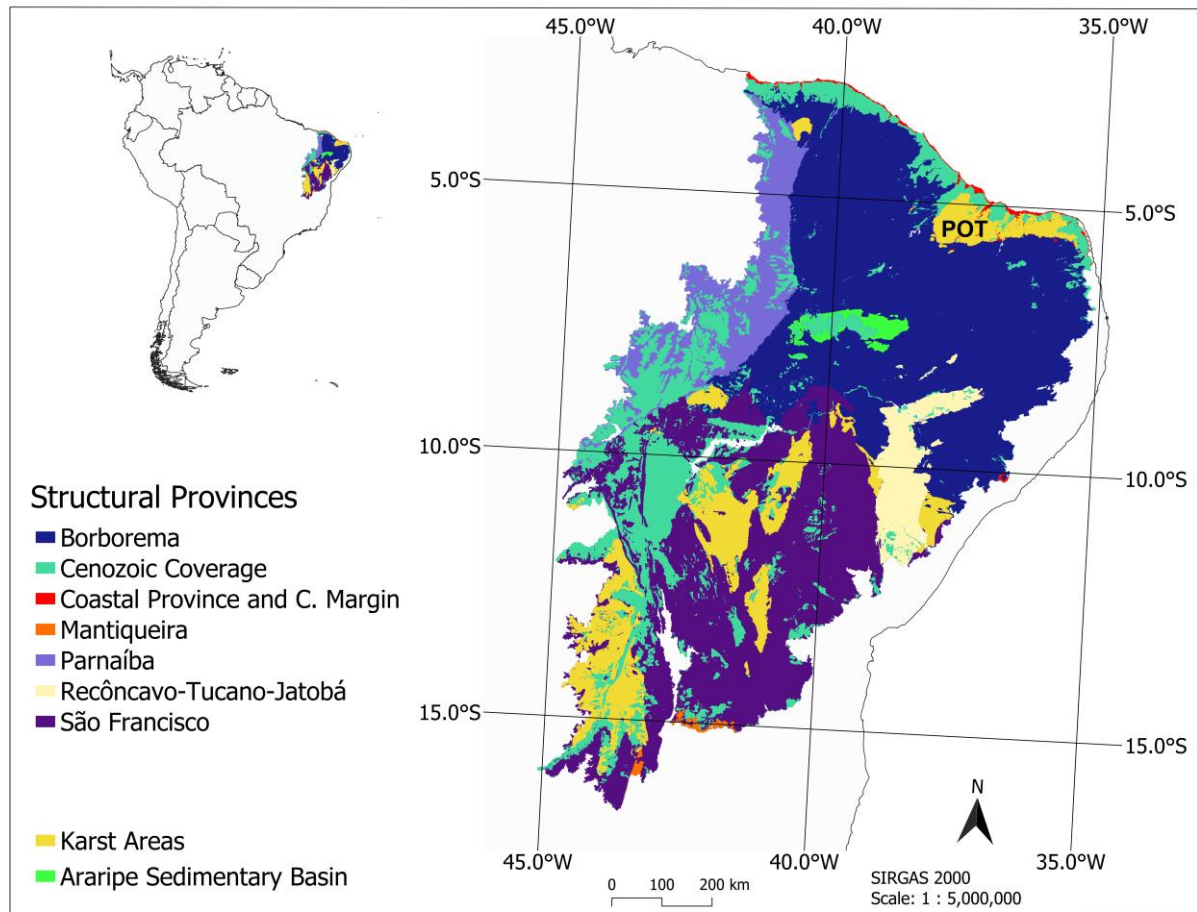 45.0°W 40.0°W 35.0°W
5.0°S 5.0°S
POT
10.0°S 10.0°S
Structural Provinces
Borborema
Cenozoic Coverage
Coastal Province and C. Margin
Mantiqueira
Parnaíba
Recôncavo-Tucano-Jatobá
São Francisco
15.0°S 15.0°S
Karst Areas
Araripe Sedimentary Basin
N
45.0°W 40.0°W 35.0°W
0 100 200 km
SIRGAS 2000
Scale: 1 : 5,000,000